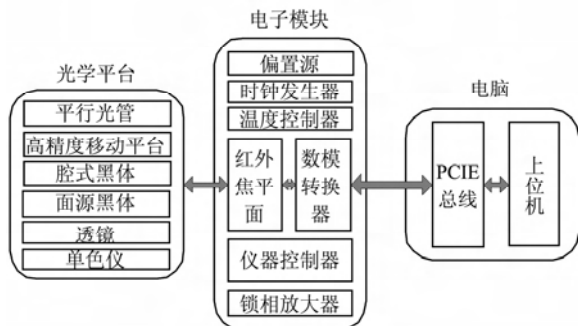 光学平台
平行光管
高精度移动平台
腔式黑体
面源黑体
透镜
单色仪
电子模块
偏置源
时钟发生器
温度控制器
红外
焦平
面
数模
转换
器
仪器控制器
锁相放大器
电脑
PCIE
总线
上
位
机